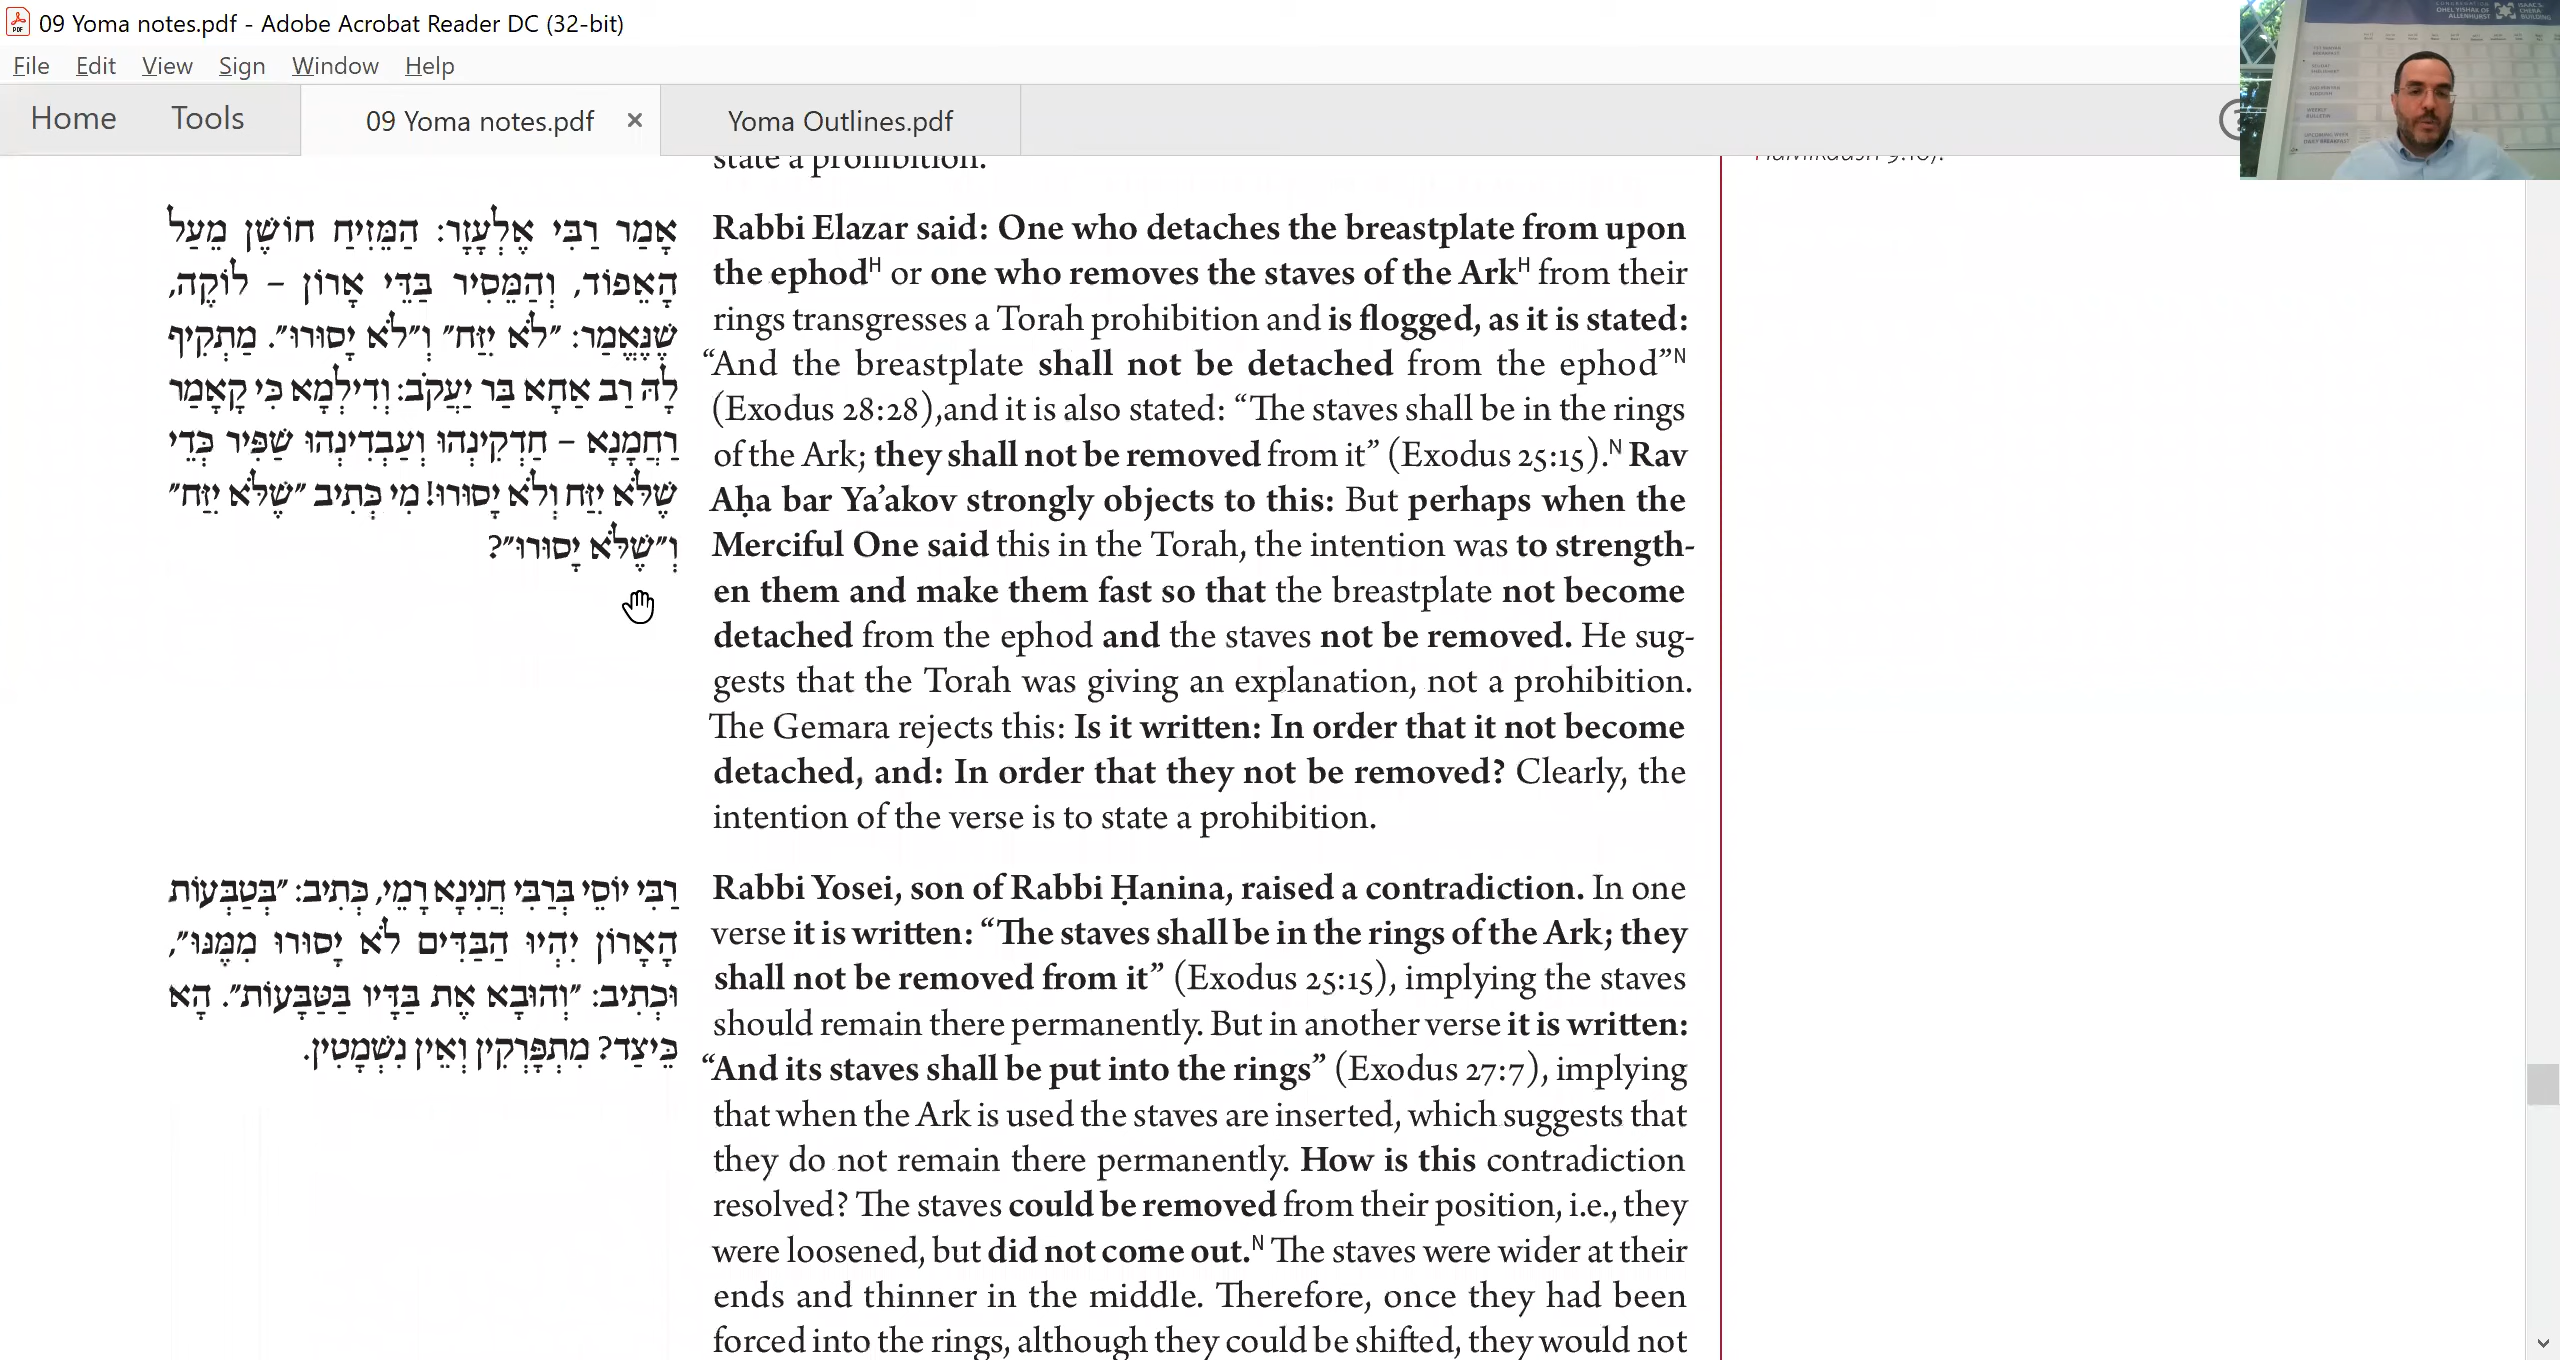 09 Yoma notes.pdf - Adobe Acrobat Reader DC (32-bit)
File Edit View Sign Window Help
Home Tools 09 Yoma notes.pdf × Yoma Outlines.pdf
state a prohibition.
אָמַר רַבִּי אֶלְעָזָר: הַמֵּזִיחַ חוֹשֶׁן מֵעַל
הָאֵפוֹד, וְהַמֵּסִיר בַּדֵּי אָרוֹן – לוֹקֶה,
שֶׁנֶּאֱמַר: ״לֹא יִזַּח״ וְ״לֹא יָסוּרוּ״. מַתְקִיף
לָהּ רַב אַחָא בַּר יַעֲקֹב: וְדִילְמָא כִּי קָאָמַר
רַחֲמָנָא – חַדְּקִינְהוּ וְעַבְדִינְהוּ שַׁפִּיר כְּדֵי
שֶׁלֹּא יִזַּח וְלֹא יָסוּרוּ! מִי כְּתִיב ״שֶׁלֹּא יִזַּח״
וְ״שֶׁלֹּא יָסוּרוּ״?
Rabbi Elazar said: One who detaches the breastplate from upon
the ephodᴴ or one who removes the staves of the Arkᴴ from their
rings transgresses a Torah prohibition and is flogged, as it is stated:
“And the breastplate shall not be detached from the ephod”ᴺ
(Exodus 28:28),and it is also stated: “The staves shall be in the rings
of the Ark; they shall not be removed from it” (Exodus 25:15).ᴺ Rav
Aḥa bar Ya’akov strongly objects to this: But perhaps when the
Merciful One said this in the Torah, the intention was to strength-
en them and make them fast so that the breastplate not become
detached from the ephod and the staves not be removed. He sug-
gests that the Torah was giving an explanation, not a prohibition.
The Gemara rejects this: Is it written: In order that it not become
detached, and: In order that they not be removed? Clearly, the
intention of the verse is to state a prohibition.
רַבִּי יוֹסֵי בְּרַבִּי חֲנִינָא רָמֵי, כְּתִיב: ״בְּטַבְּעוֹת
הָאָרוֹן יִהְיוּ הַבַּדִּים לֹא יָסוּרוּ מִמֶּנּוּ״,
וּכְתִיב: ״וְהוּבָא אֶת בַּדָּיו בַּטַּבָּעוֹת״. הָא
כֵּיצַד? מִתְפָּרְקִין וְאֵין נִשְׁמָטִין.
Rabbi Yosei, son of Rabbi Ḥanina, raised a contradiction. In one
verse it is written: “The staves shall be in the rings of the Ark; they
shall not be removed from it” (Exodus 25:15), implying the staves
should remain there permanently. But in another verse it is written:
“And its staves shall be put into the rings” (Exodus 27:7), implying
that when the Ark is used the staves are inserted, which suggests that
they do not remain there permanently. How is this contradiction
resolved? The staves could be removed from their position, i.e., they
were loosened, but did not come out.ᴺ The staves were wider at their
ends and thinner in the middle. Therefore, once they had been
forced into the rings, although they could be shifted, they would not